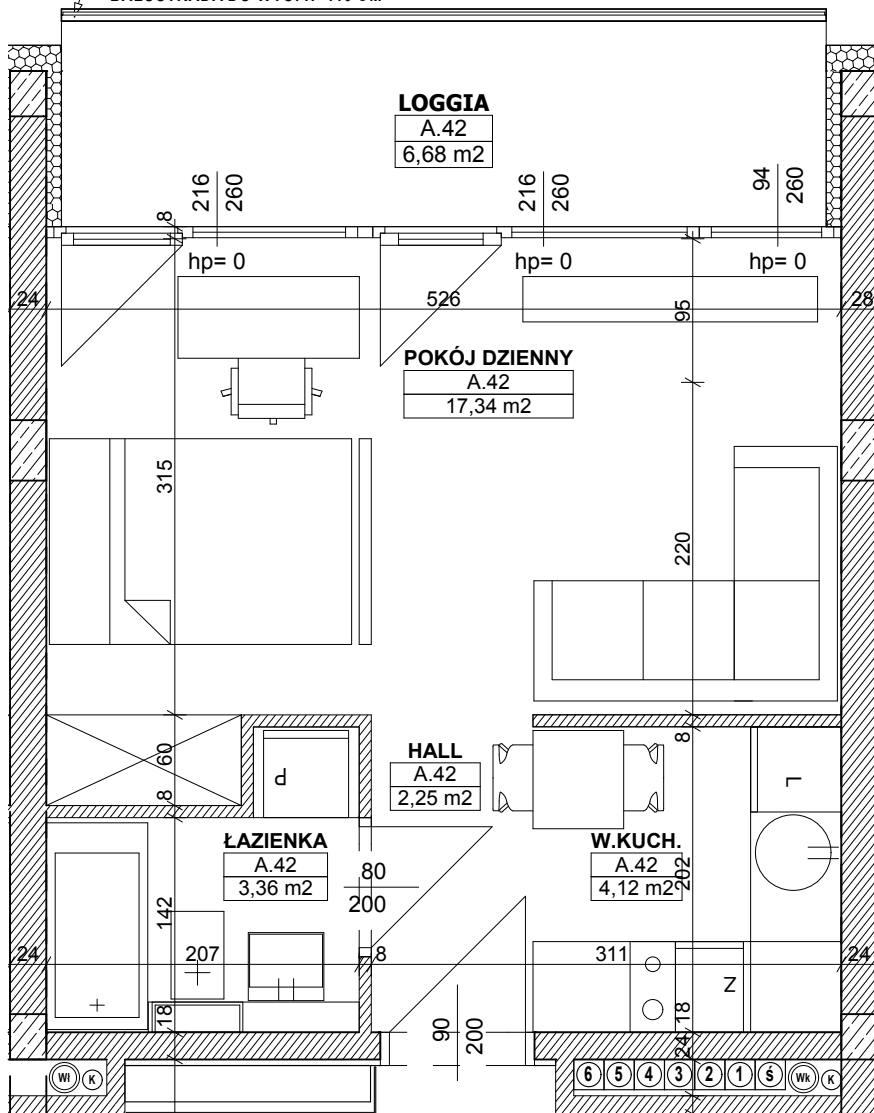 LOGGIA
A.42
6,68 m2
216
260
216
260
94
260
8
hp= 0
hp= 0
hp= 0
24
526
95
28
POKÓJ DZIENNY
A.42
17,34 m2
315
220
60
8
P
HALL
A.42
2,25 m2
8
L
8
ŁAZIENKA
A.42
3,36 m2
80
200
W.KUCH.
A.42
4,12 m2
202
142
24
207
8
311
24
Z
18
90
200
18
24
Wł
K
6
5
4
3
2
1
Ś
Wk
K